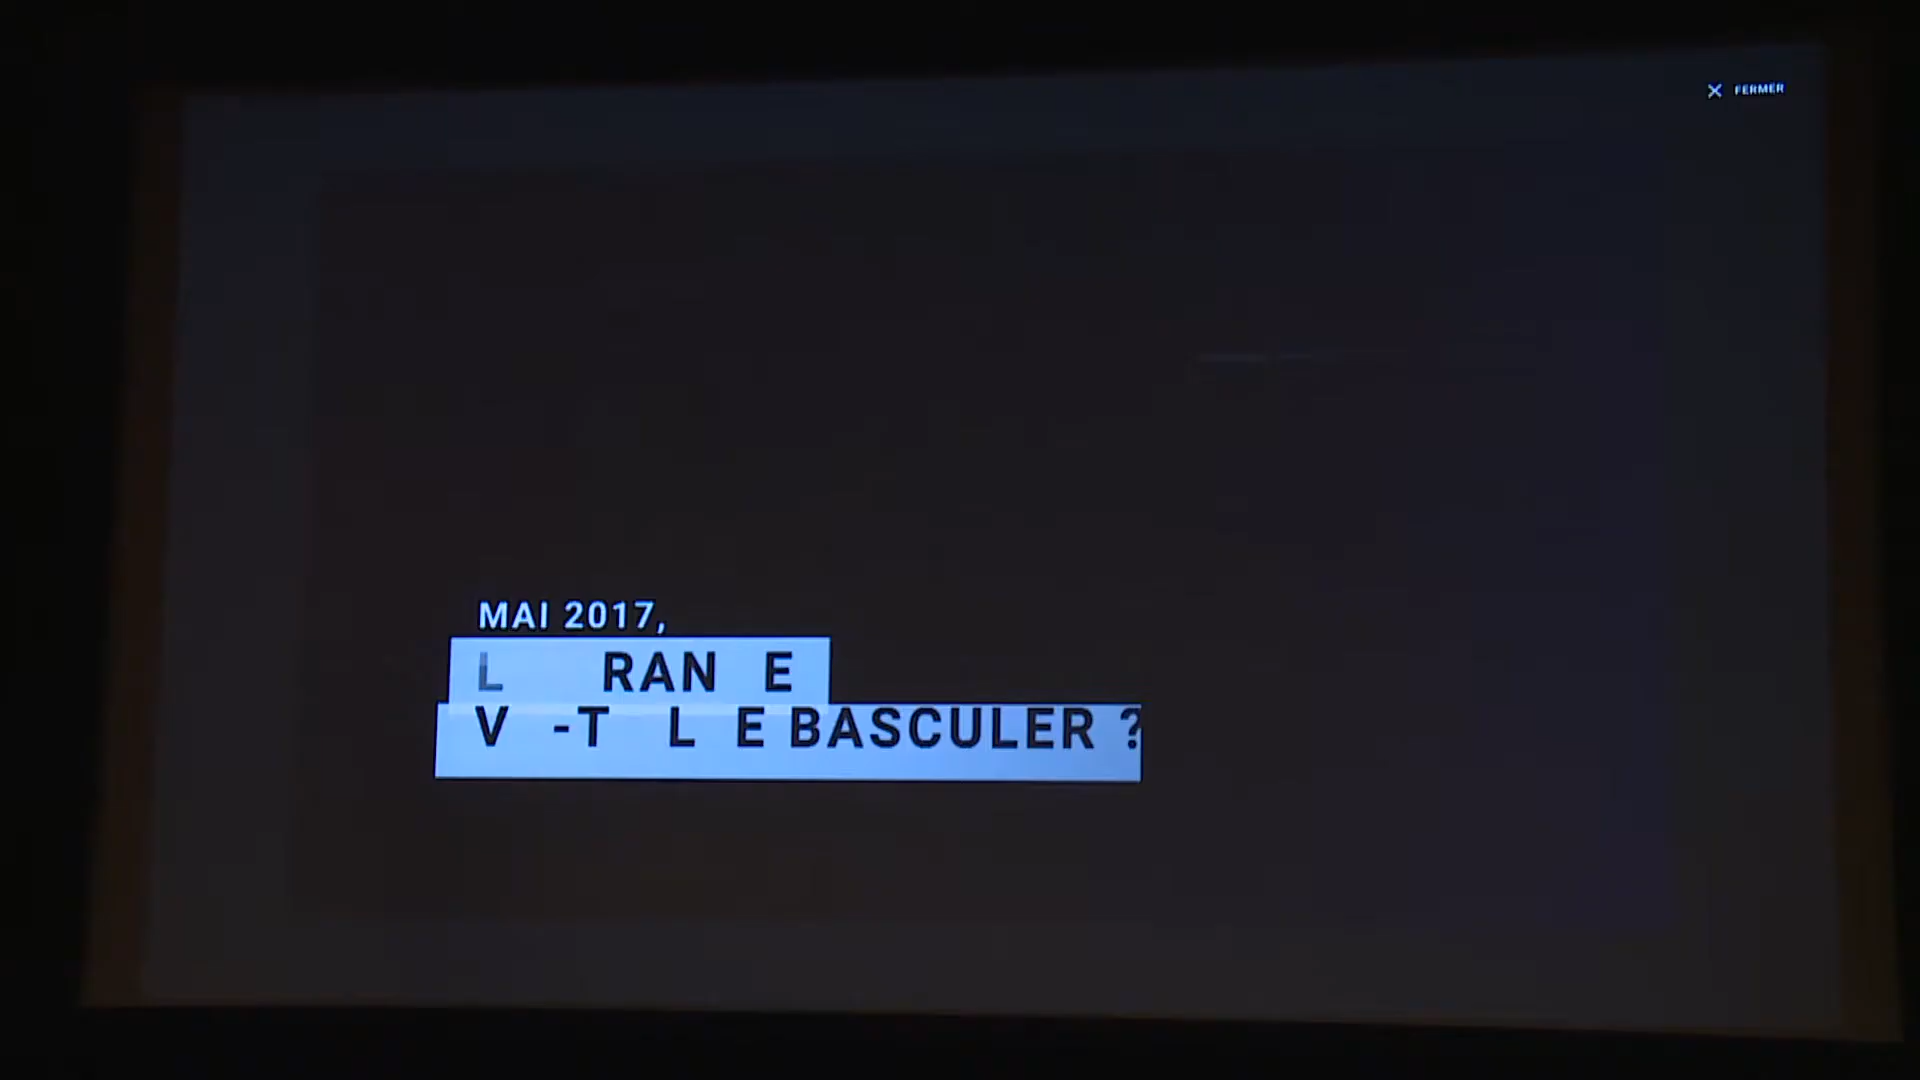 FERMER
MAI 2017,
L RAN E
V -T L E BASCULER ?